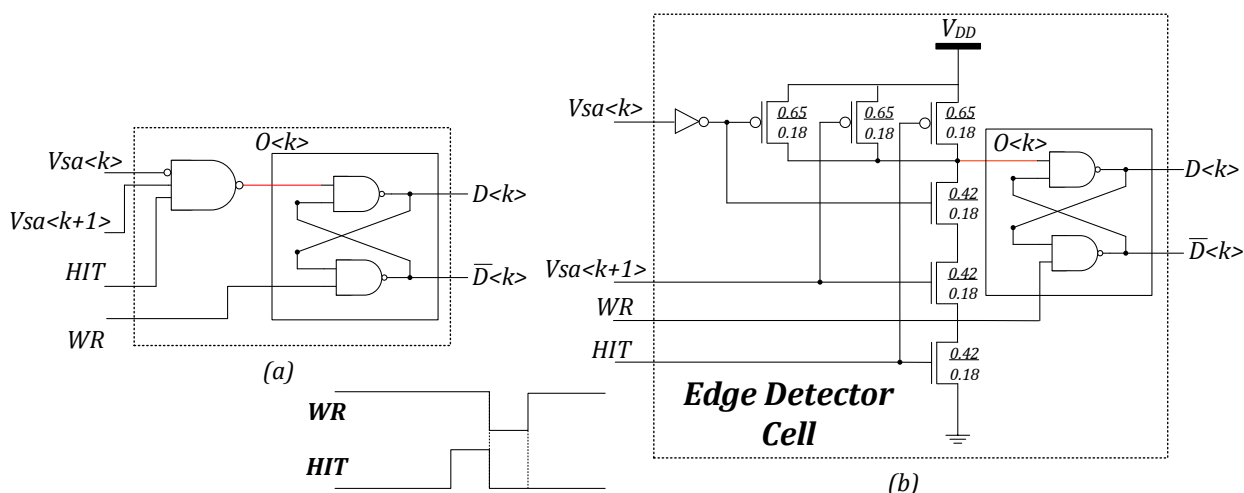 Vsa<k>
Vsa<k+1>
HIT
WR
O<k>
D<k>
D̅<k>
(a)
WR
HIT
V_DD
Vsa<k>
0.65
0.18
0.65
0.18
0.65
0.18
O<k>
D<k>
0.42
0.18
D̅<k>
Vsa<k+1>
0.42
0.18
WR
HIT
0.42
0.18
Edge Detector
Cell
(b)